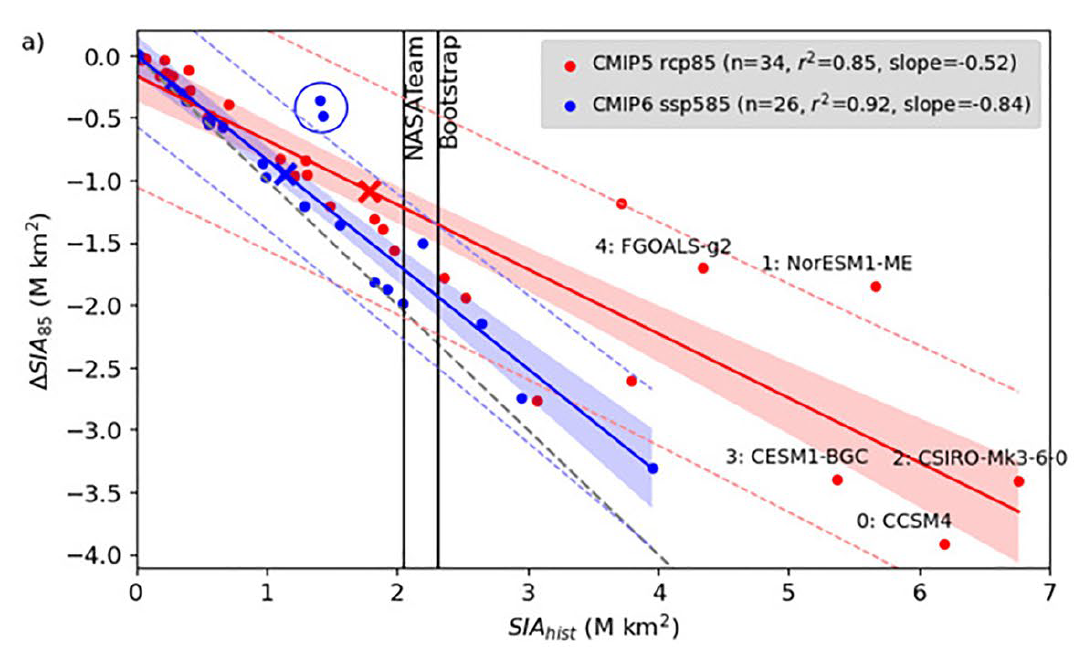 a)
CMIP5 rcp85 (n=34, r²=0.85, slope=-0.52)
CMIP6 ssp585 (n=26, r²=0.92, slope=-0.84)
NASATeam
Bootstrap
4: FGOALS-g2
1: NorESM1-ME
3: CESM1-BGC
2: CSIRO-Mk3-6-0
0: CCSM4
ΔSIA₈₅ (M km²)
0.0
−0.5
−1.0
−1.5
−2.0
−2.5
−3.0
−3.5
−4.0
0 1 2 3 4 5 6 7
SIAₕᵢₛₜ (M km²)